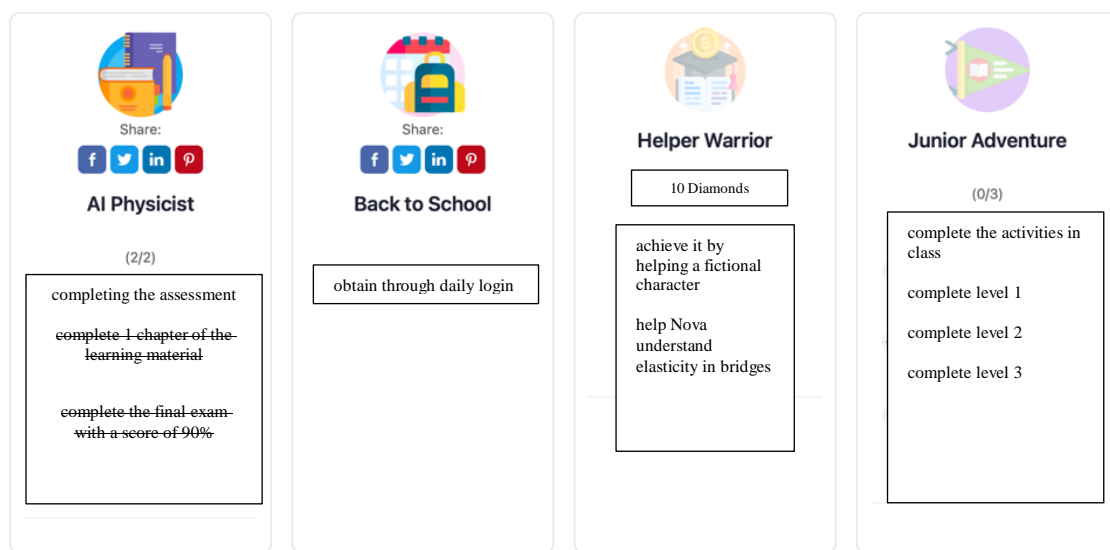 Share:
f in
AI Physicist
(2/2)
completing the assessment
complete 1 chapter of the
learning material
complete the final exam
with a score of 90%
Share:
f in
Back to School
obtain through daily login
Helper Warrior
10 Diamonds
achieve it by
helping a fictional
character
help Nova
understand
elasticity in bridges
Junior Adventure
(0/3)
complete the activities in
class
complete level 1
complete level 2
complete level 3